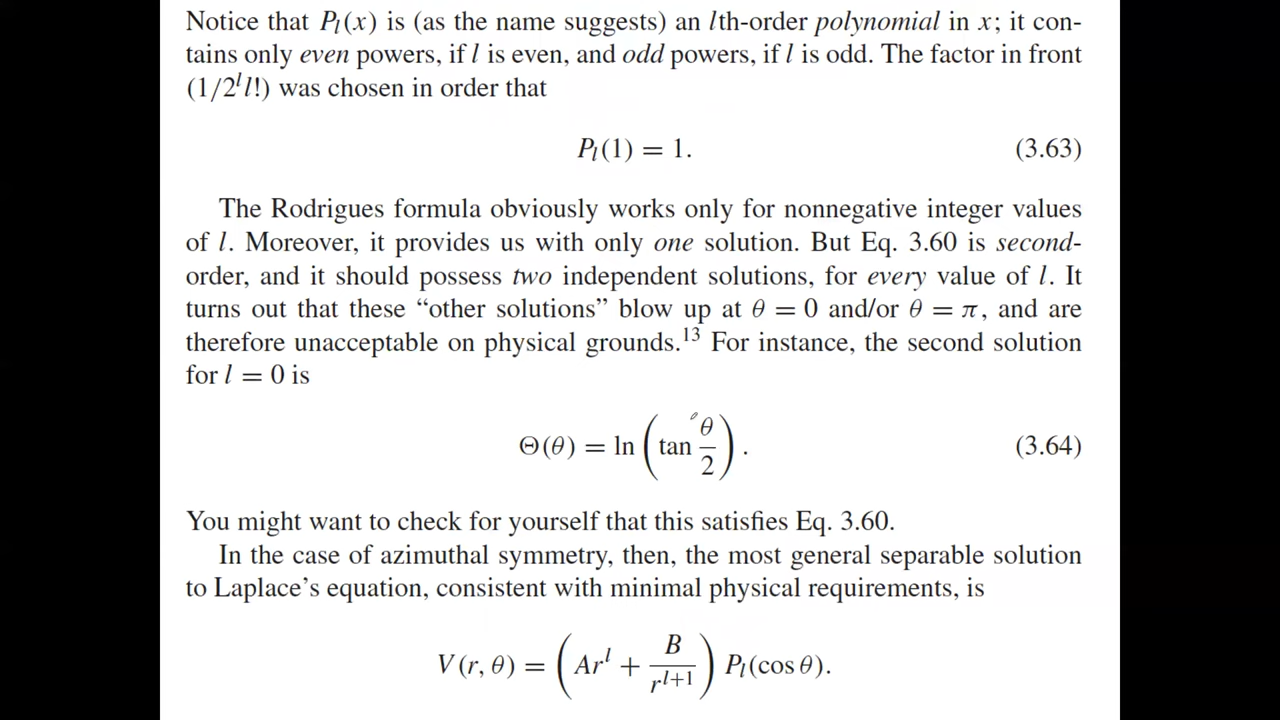 Notice that Pₗ(x) is (as the name suggests) an lth-order polynomial in x; it con-
tains only even powers, if l is even, and odd powers, if l is odd. The factor in front
(1/2ˡl!) was chosen in order that
Pₗ(1) = 1. (3.63)
The Rodrigues formula obviously works only for nonnegative integer values
of l. Moreover, it provides us with only one solution. But Eq. 3.60 is second-
order, and it should possess two independent solutions, for every value of l. It
turns out that these “other solutions” blow up at θ = 0 and/or θ = π, and are
therefore unacceptable on physical grounds.¹³ For instance, the second solution
for l = 0 is
Θ(θ) = ln (tan θ/2). (3.64)
You might want to check for yourself that this satisfies Eq. 3.60.
In the case of azimuthal symmetry, then, the most general separable solution
to Laplace’s equation, consistent with minimal physical requirements, is
V(r, θ) = (Arˡ + B/rˡ⁺¹) Pₗ(cos θ).